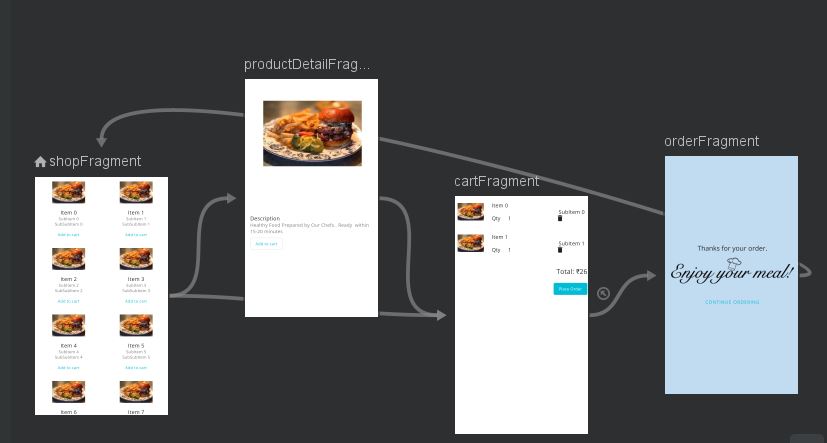 productDetailFrag...
orderFragment
shopFragment
cartFragment
Item 0
SubItem 0
SubSubItem 0
Add to cart
Item 1
SubItem 1
SubSubItem 1
Add to cart
Item 2
SubItem 2
SubSubItem 2
Add to cart
Item 3
SubItem 3
SubSubItem 3
Add to cart
Item 4
SubItem 4
SubSubItem 4
Add to cart
Item 5
SubItem 5
SubSubItem 5
Add to cart
Item 6
Item 7
Description
Healthy Food Prepared by Our Chefs.. Ready within
15-20 minutes
Add to cart
Item 0
SubItem 0
Qty 1
Item 1
SubItem 1
Qty 1
Total: ₹26
Place Order
Thanks for your order.
Enjoy your meal!
CONTINUE ORDERING